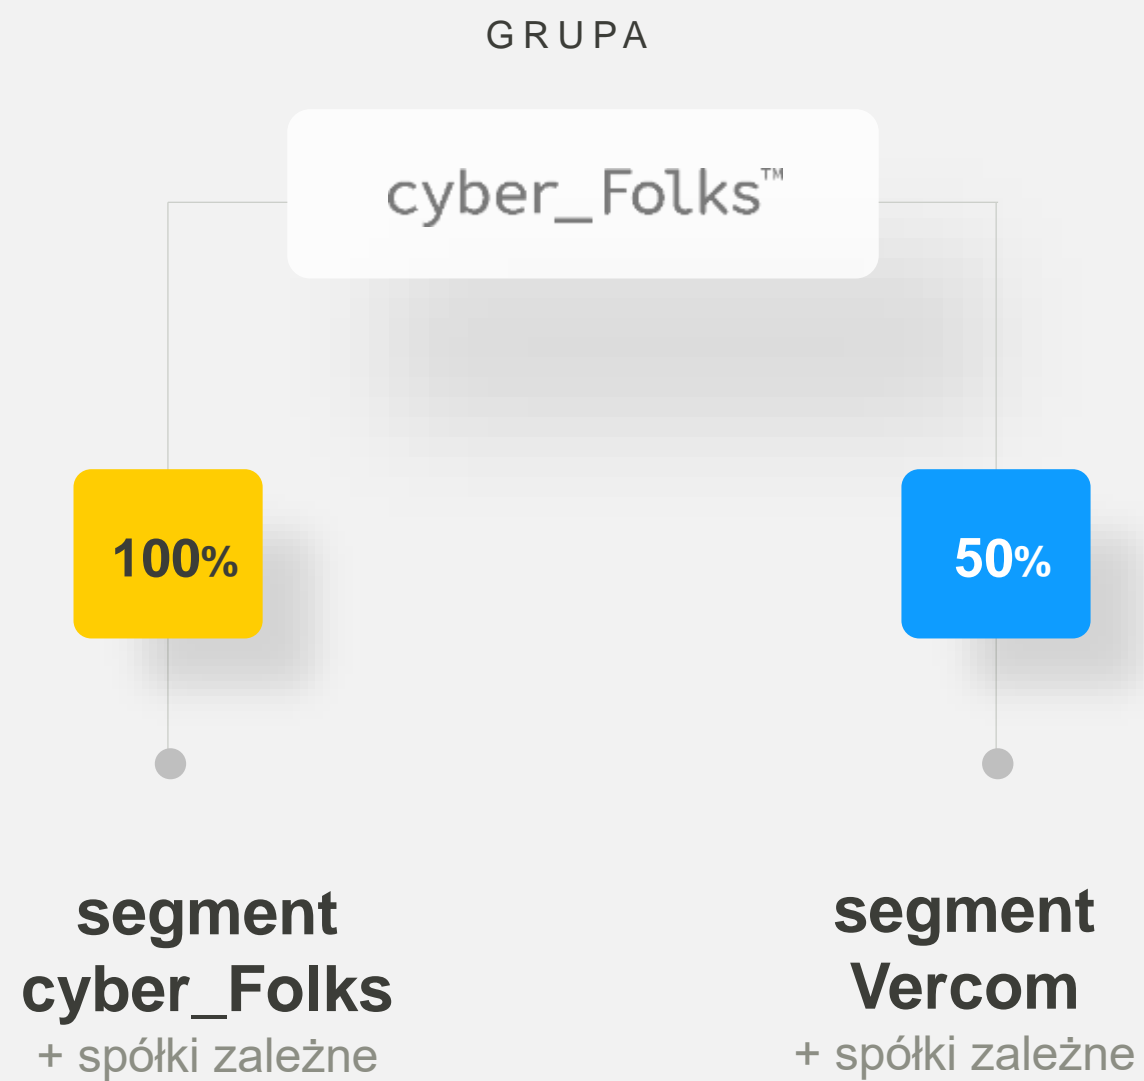 GRUPA
cyber_Folks™
100%
50%
segment
cyber_Folks
+ spółki zależne
segment
Vercom
+ spółki zależne